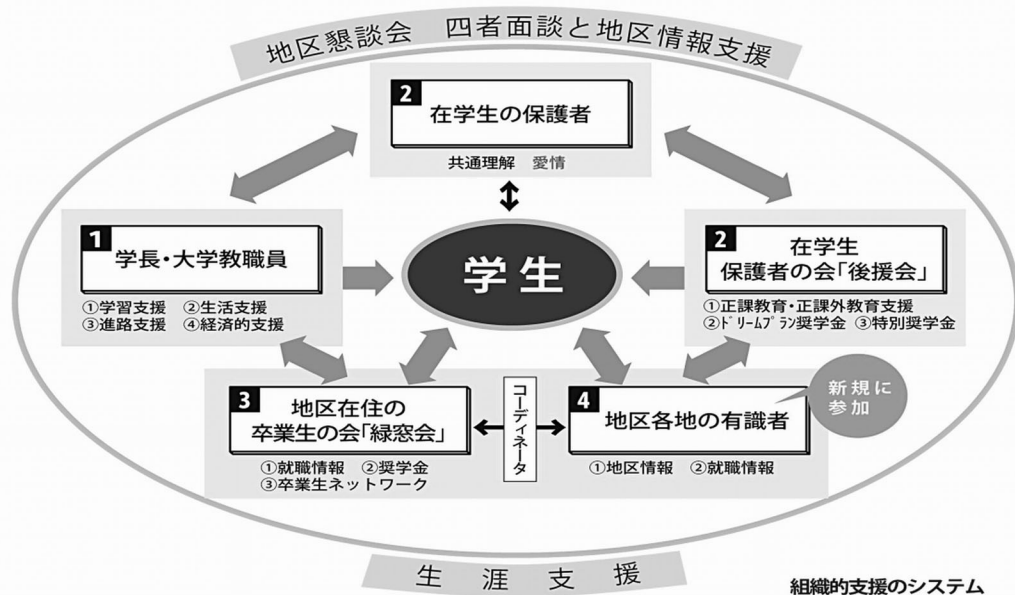 地区懇談会 四者面談と地区情報支援
2
在学生の保護者
共通理解 愛情
1
学長・大学教職員
①学習支援 ②生活支援
③進路支援 ④経済的支援
学生
2
在学生
保護者の会「後援会」
①正課教育・正課外教育支援
②ドリームプラン奨学金 ③特別奨学金
3
地区在住の
卒業生の会「緑窓会」
①就職情報 ②奨学金
③卒業生ネットワーク
コーディネータ
4
地区各地の有識者
①地区情報 ②就職情報
新規に
参加
生涯支援
組織的支援のシステム